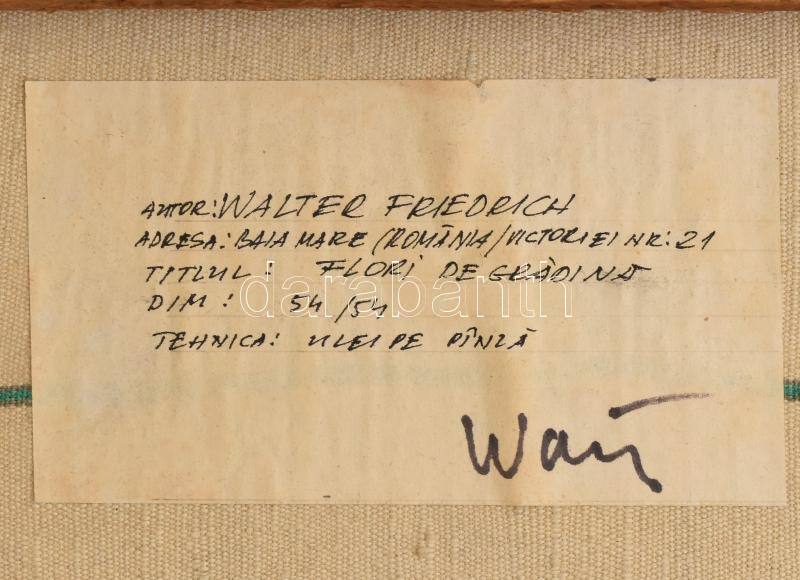 AUTOR: WALTER FRIEDRICH
ADRESA: BAIA MARE (ROMÂNIA) VICTORIEI NR: 21
TITLUL: FLORI DE GRĂDINĂ
darabanth
DIM: 54/54
TEHNICA: ULEI PE PÎNZĂ